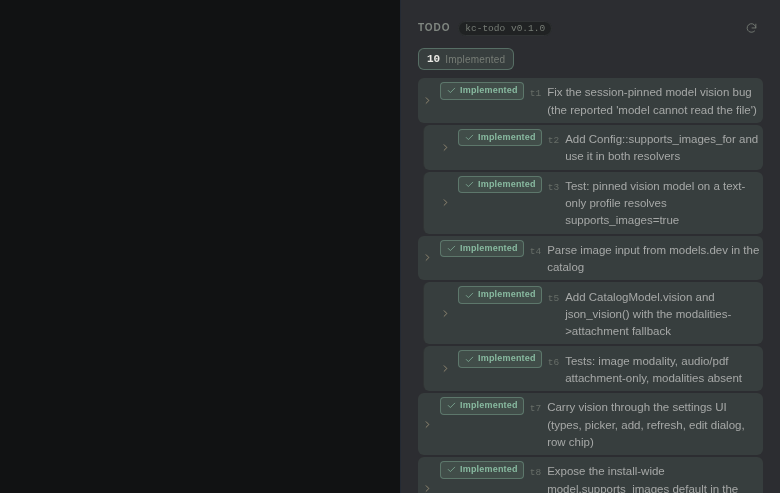 TODO kc-todo v0.1.0
10 Implemented
Implemented t1 Fix the session-pinned model vision bug
(the reported 'model cannot read the file')
Implemented t2 Add Config::supports_images_for and
use it in both resolvers
Implemented t3 Test: pinned vision model on a text-
only profile resolves
supports_images=true
Implemented t4 Parse image input from models.dev in the
catalog
Implemented t5 Add CatalogModel.vision and
json_vision() with the modalities-
>attachment fallback
Implemented t6 Tests: image modality, audio/pdf
attachment-only, modalities absent
Implemented t7 Carry vision through the settings UI
(types, picker, add, refresh, edit dialog,
row chip)
Implemented t8 Expose the install-wide
model.supports_images default in the